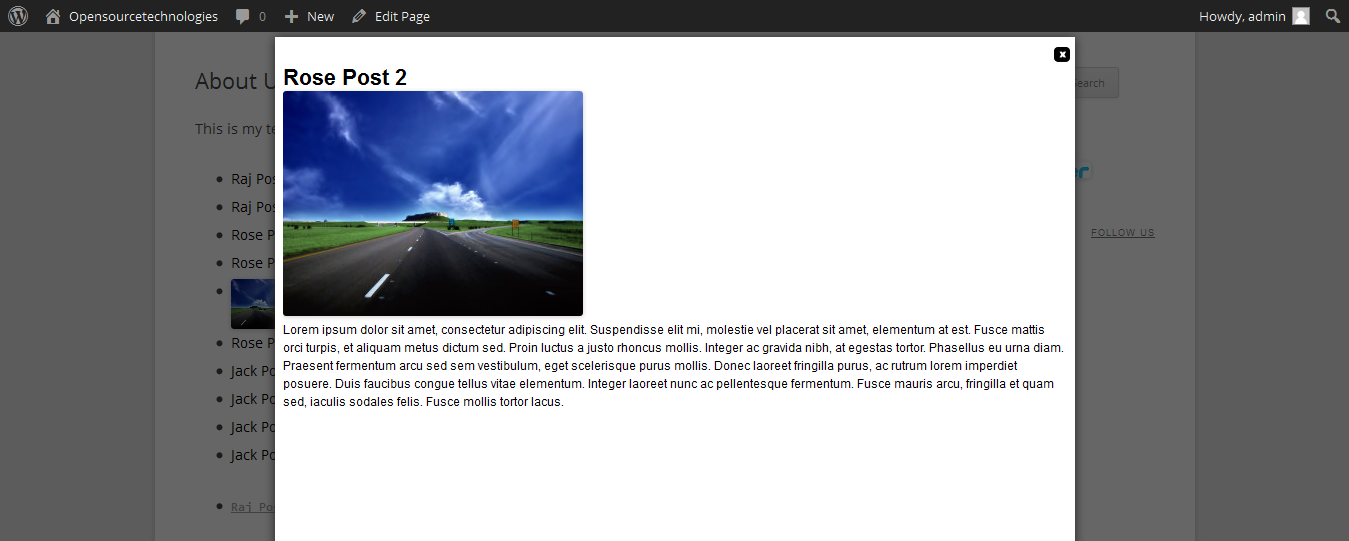 Opensourcetechnologies 0 New Edit Page Howdy, admin
Rose Post 2
About U
Search
This is my te
Raj Pos
Raj Pos
Rose P
Rose P
Rose P
Jack Po
Jack Po
Jack Po
Jack Po
Raj Po
er
FOLLOW US
Lorem ipsum dolor sit amet, consectetur adipiscing elit. Suspendisse elit mi, molestie vel placerat sit amet, elementum at est. Fusce mattis
orci turpis, et aliquam metus dictum sed. Proin luctus a justo rhoncus mollis. Integer ac gravida nibh, at egestas tortor. Phasellus eu urna diam.
Praesent fermentum arcu sed sem vestibulum, eget scelerisque purus mollis. Donec laoreet fringilla purus, ac rutrum lorem imperdiet
posuere. Duis faucibus congue tellus vitae elementum. Integer laoreet nunc ac pellentesque fermentum. Fusce mauris arcu, fringilla et quam
sed, iaculis sodales felis. Fusce mollis tortor lacus.